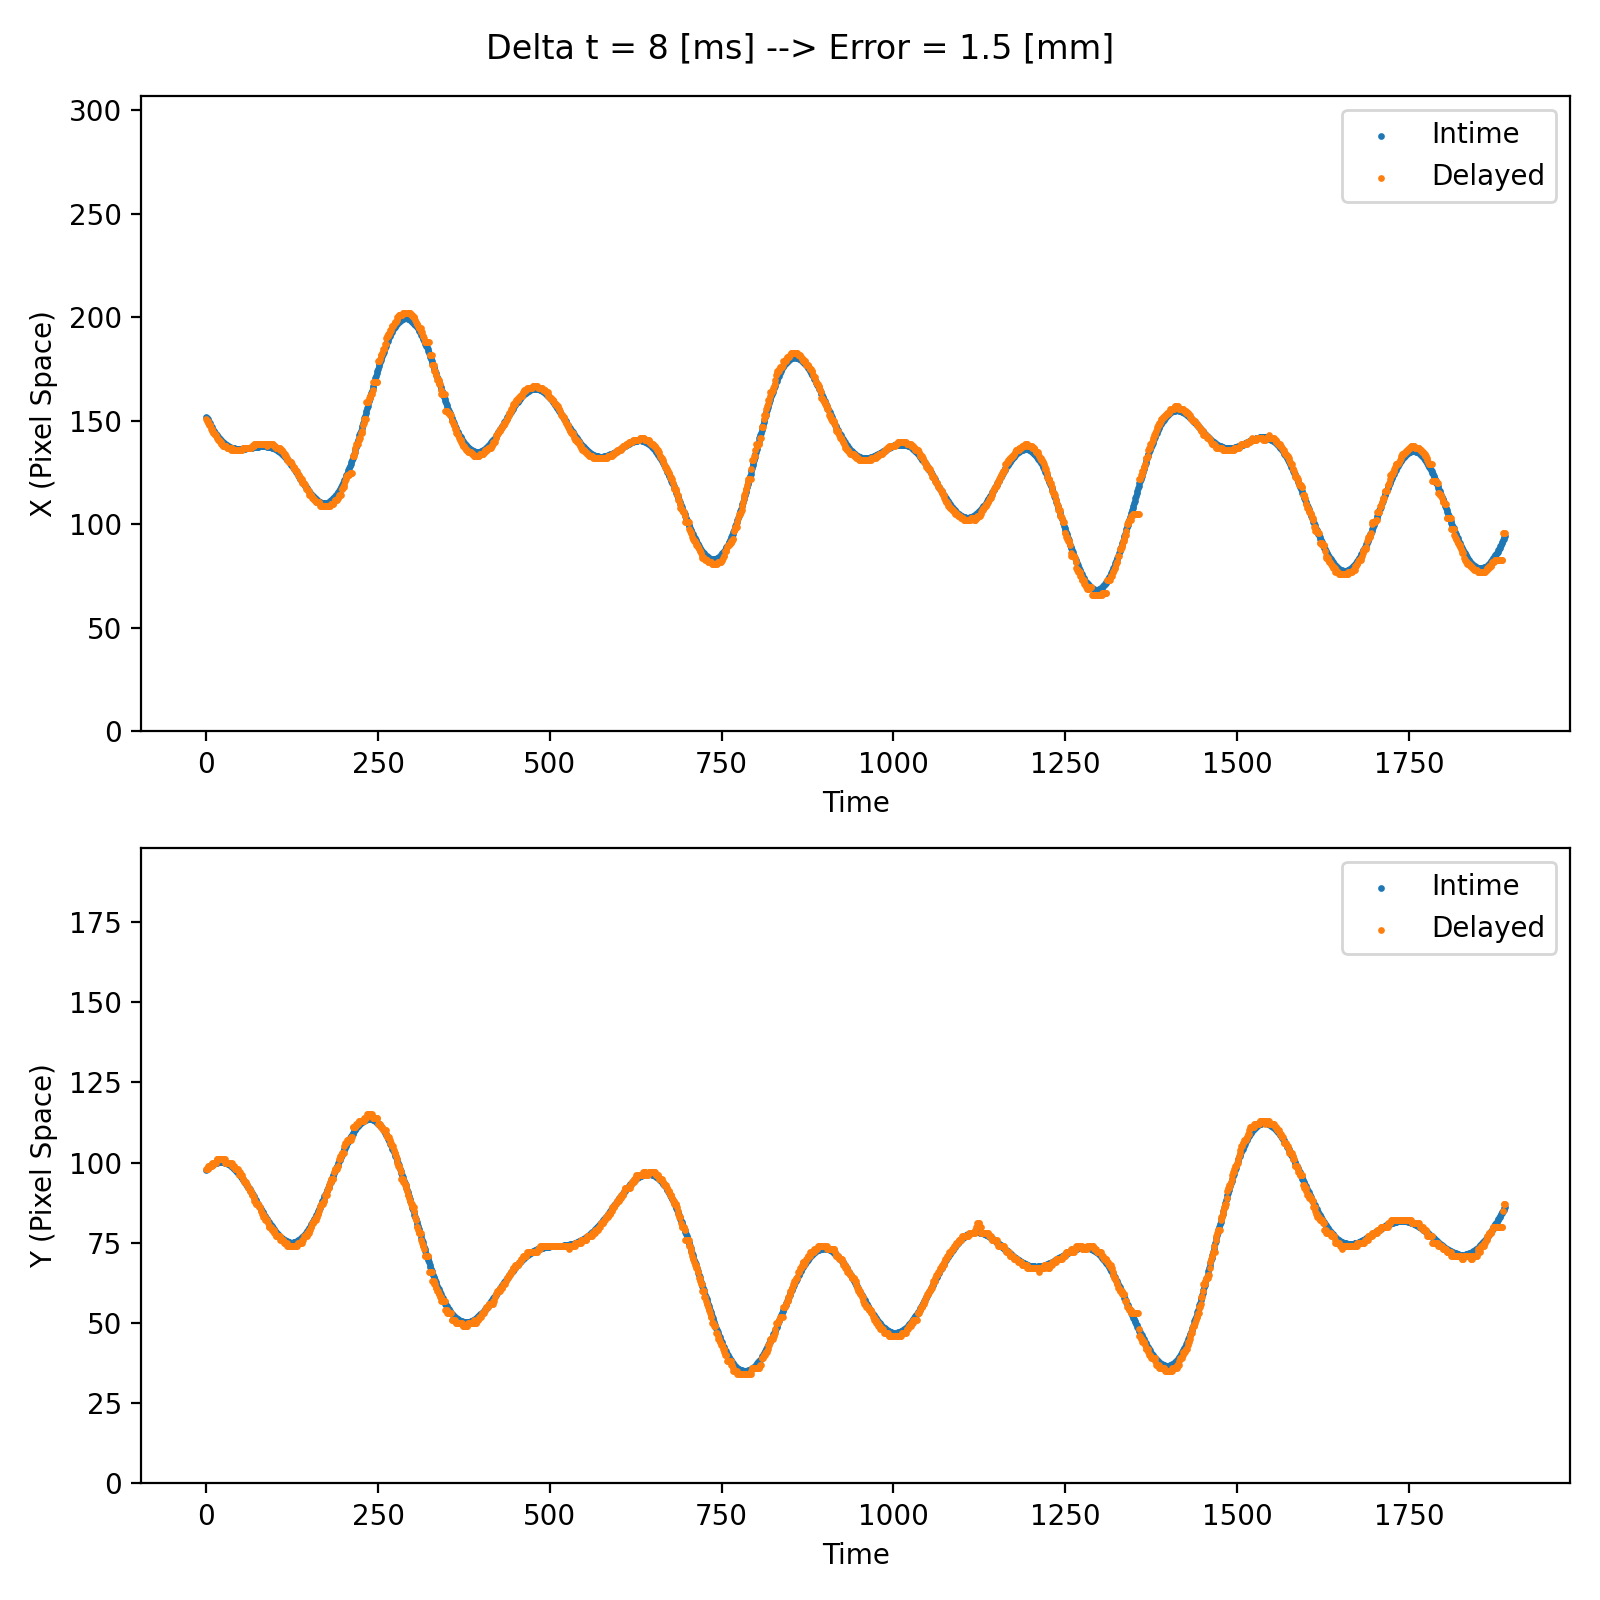 Delta t = 8 [ms] --> Error = 1.5 [mm]
300
250
200
150
100
50
0
X (Pixel Space)
Intime
Delayed
0 250 500 750 1000 1250 1500 1750
Time
175
150
125
100
75
50
25
0
Y (Pixel Space)
Intime
Delayed
0 250 500 750 1000 1250 1500 1750
Time